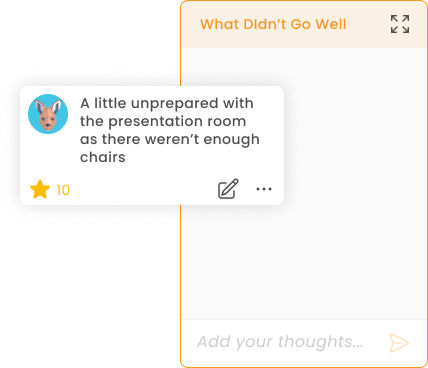 What DIdn't Go Well
A little unprepared with
the presentation room
as there weren't enough
chairs
10
Add your thoughts...